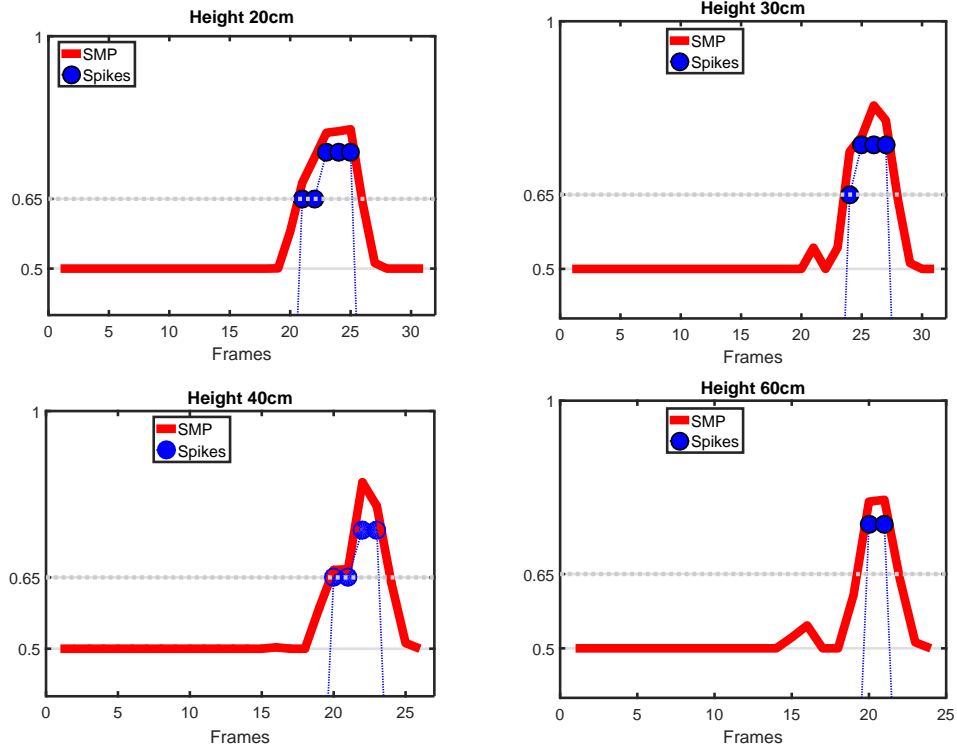 Height 20cm
1
0.65
0.5
SMP
Spikes
0 5 10 15 20 25 30
Frames
Height 30cm
1
0.65
0.5
SMP
Spikes
0 5 10 15 20 25 30
Frames
Height 40cm
1
0.65
0.5
SMP
Spikes
0 5 10 15 20 25
Frames
Height 60cm
1
0.65
0.5
SMP
Spikes
0 5 10 15 20 25
Frames